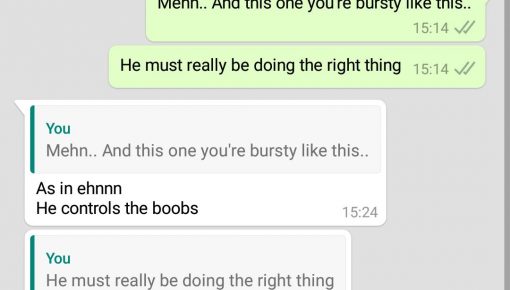 Mehn.. And this one you're bursty like this..
15:14
He must really be doing the right thing 15:14
You
Mehn.. And this one you're bursty like this..
As in ehnnn
He controls the boobs
15:24
You
He must really be doing the right thing